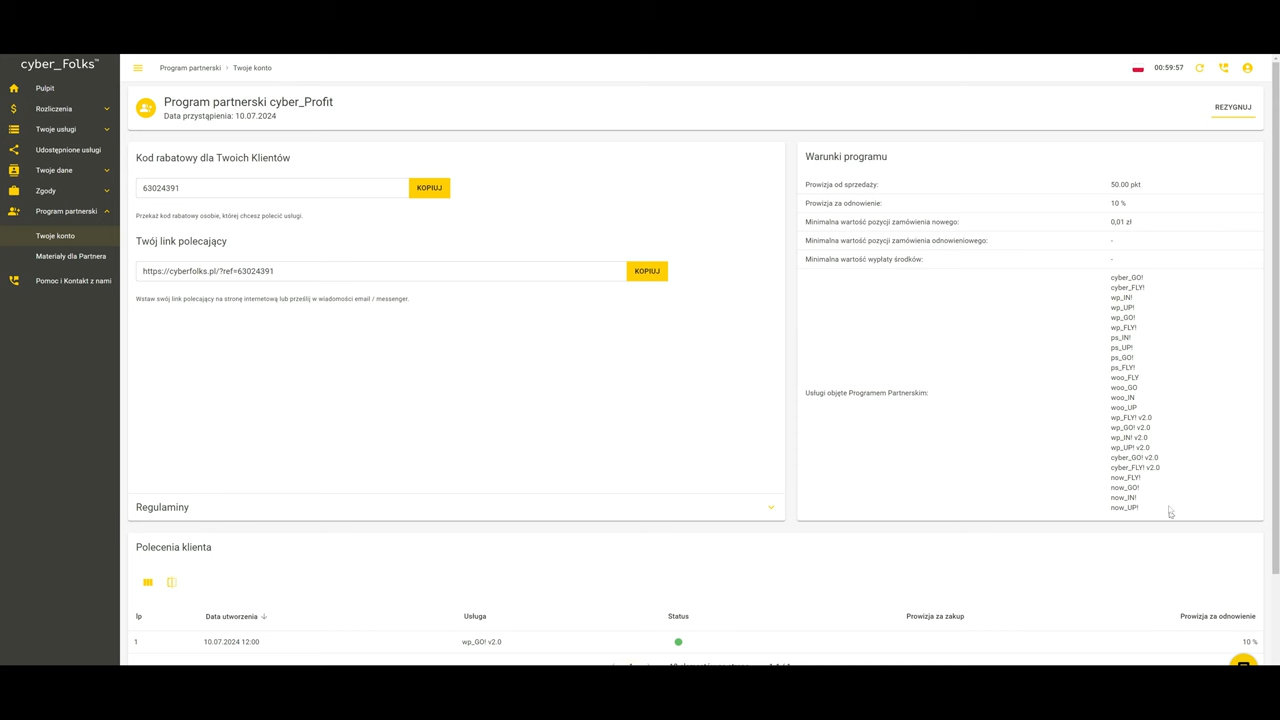 cyber_Folks™
Pulpit
Rozliczenia
Twoje usługi
Udostępnione usługi
Twoje dane
Zgody
Program partnerski
Twoje konto
Materiały dla Partnera
Pomoc i Kontakt z nami
Program partnerski > Twoje konto
00:59:57
Program partnerski cyber_Profit
Data przystąpienia: 10.07.2024
REZYGNUJ
Kod rabatowy dla Twoich Klientów
63024391
KOPIUJ
Przekaż kod rabatowy osobie, której chcesz polecić usługi.
Twój link polecający
https://cyberfolks.pl/?ref=63024391
KOPIUJ
Wstaw swój link polecający na stronę internetową lub prześlij w wiadomości email / messenger.
Regulaminy
Warunki programu
Prowizja od sprzedaży: 50.00 pkt
Prowizja za odnowienie: 10 %
Minimalna wartość pozycji zamówienia nowego: 0,01 zł
Minimalna wartość pozycji zamówienia odnowieniowego: -
Minimalna wartość wypłaty środków: -
Usługi objęte Programem Partnerskim:
cyber_GO!
cyber_FLY!
wp_IN!
wp_UP!
wp_GO!
wp_FLY!
ps_IN!
ps_UP!
ps_GO!
ps_FLY!
woo_FLY
woo_GO
woo_IN
woo_UP
wp_FLY! v2.0
wp_GO! v2.0
wp_IN! v2.0
wp_UP! v2.0
cyber_GO! v2.0
cyber_FLY! v2.0
now_FLY!
now_GO!
now_IN!
now_UP!
Polecenia klienta
lp Data utworzenia Usługa Status Prowizja za zakup Prowizja za odnowienie
1 10.07.2024 12:00 wp_GO! v2.0 10 %